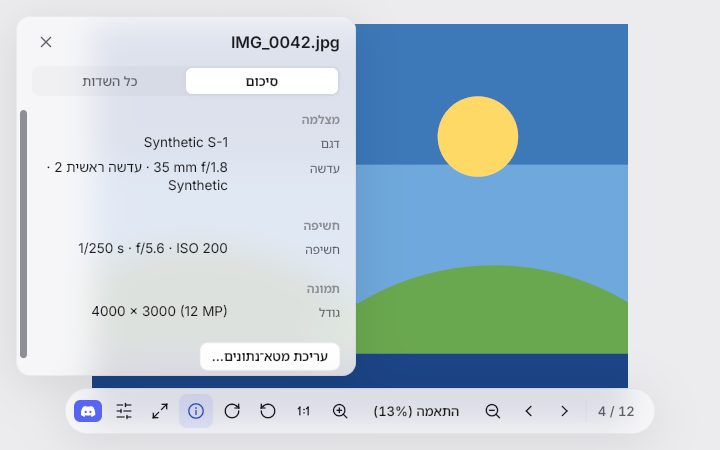 IMG_0042.jpg
סיכום
כל השדות
מצלמה
דגם Synthetic S-1
עדשה 35 mm f/1.8 · עדשה ראשית 2 ·
Synthetic
חשיפה
חשיפה 1/250 s · f/5.6 · ISO 200
תמונה
גודל 4000 × 3000 (12 MP)
עריכת מטא־נתונים...
1:1 התאמה (13%) 4 / 12